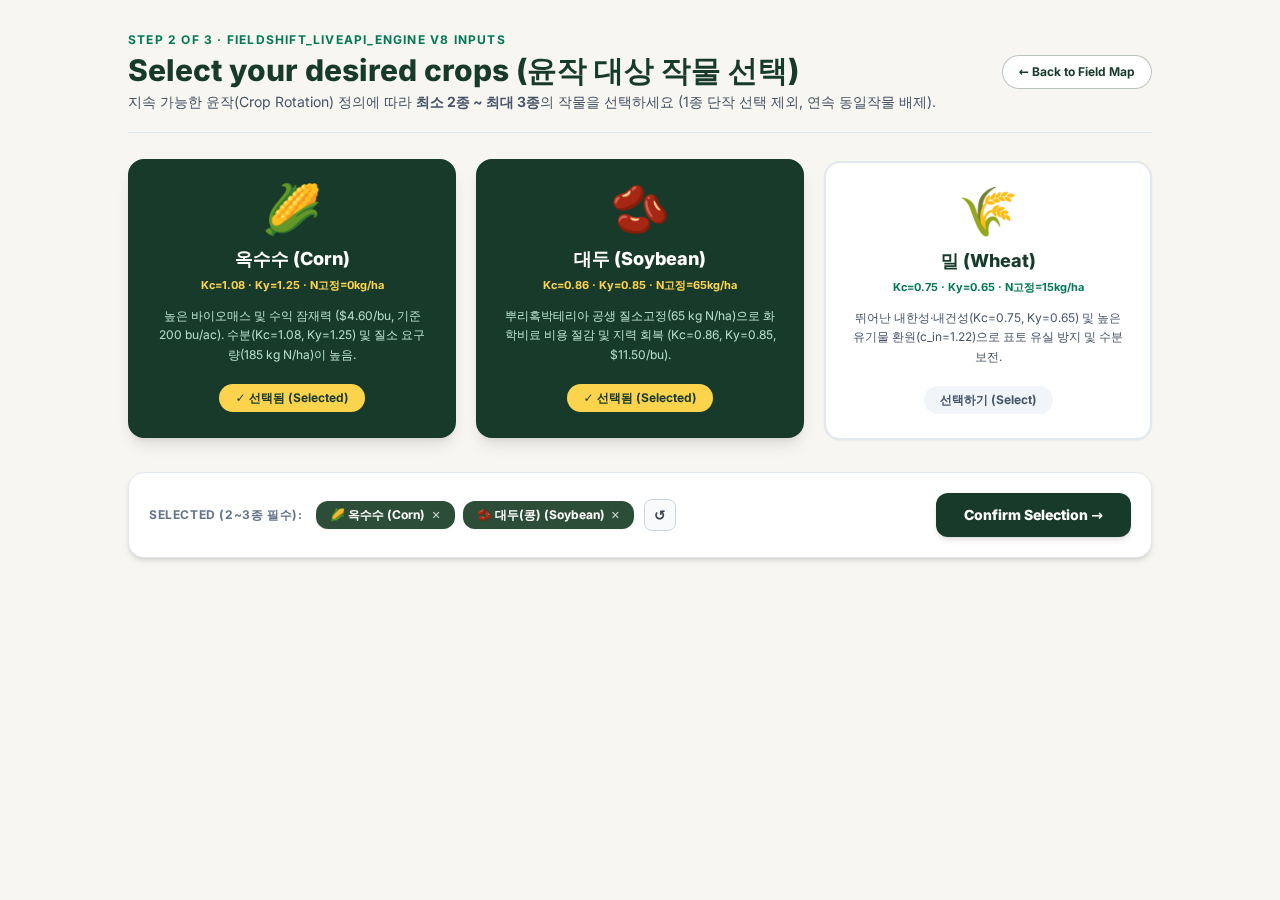 STEP 2 OF 3 · FIELDSHIFT_LIVEAPI_ENGINE V8 INPUTS
Select your desired crops (윤작 대상 작물 선택)
← Back to Field Map
지속 가능한 윤작(Crop Rotation) 정의에 따라 최소 2종 ~ 최대 3종의 작물을 선택하세요 (1종 단작 선택 제외, 연속 동일작물 배제).
옥수수 (Corn)
Kc=1.08 · Ky=1.25 · N고정=0kg/ha
높은 바이오매스 및 수익 잠재력 ($4.60/bu, 기준
200 bu/ac). 수분(Kc=1.08, Ky=1.25) 및 질소 요구
량(185 kg N/ha)이 높음.
✓ 선택됨 (Selected)
대두 (Soybean)
Kc=0.86 · Ky=0.85 · N고정=65kg/ha
뿌리혹박테리아 공생 질소고정(65 kg N/ha)으로 화
학비료 비용 절감 및 지력 회복 (Kc=0.86, Ky=0.85,
$11.50/bu).
✓ 선택됨 (Selected)
밀 (Wheat)
Kc=0.75 · Ky=0.65 · N고정=15kg/ha
뛰어난 내한성·내건성(Kc=0.75, Ky=0.65) 및 높은
유기물 환원(c_in=1.22)으로 표토 유실 방지 및 수분
보전.
선택하기 (Select)
SELECTED (2~3종 필수):
🌽 옥수수 (Corn) ×
🫘 대두(콩) (Soybean) ×
↺
Confirm Selection →